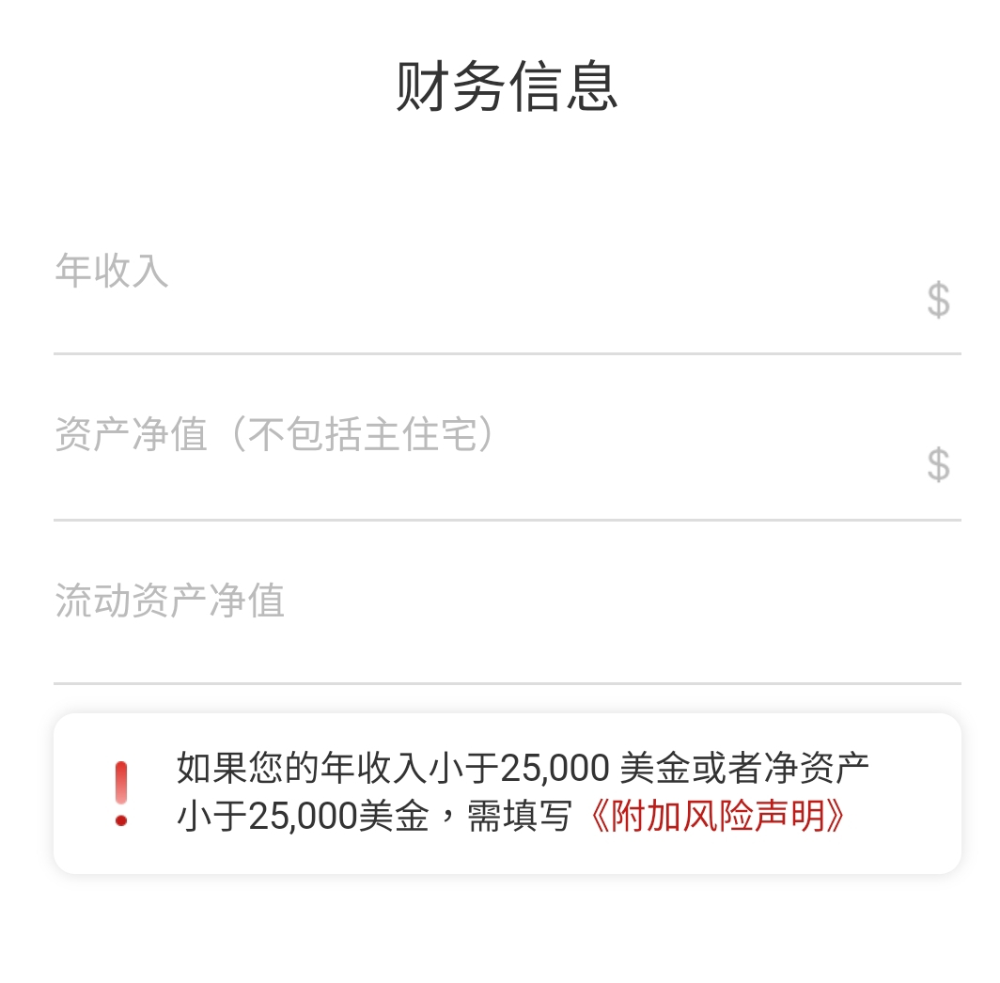 财务信息
年收入
$
资产净值（不包括主住宅）
$
流动资产净值
如果您的年收入小于25,000 美金或者净资产
小于25,000美金，需填写《附加风险声明》